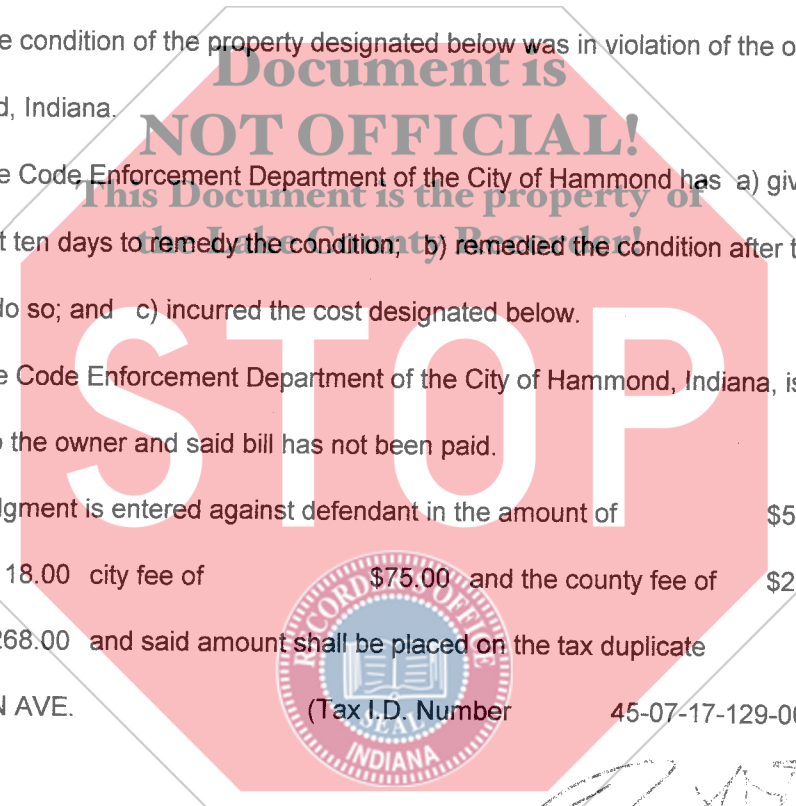 e condition of the property designated below was in violation of the o
Document is
d, Indiana.
NOT OFFICIAL!
e Code Enforcement Department of the City of Hammond has a) giv
This Document is the property of
t ten days to remedy the condition; b) remedied the condition after t
the Lake County Recorder!
do so; and c) incurred the cost designated below.
STOP
e Code Enforcement Department of the City of Hammond, Indiana, is
o the owner and said bill has not been paid.
dgment is entered against defendant in the amount of $5
18.00 city fee of $75.00 and the county fee of $2
268.00 and said amount shall be placed on the tax duplicate
N AVE. (Tax I.D. Number 45-07-17-129-00
RECORDER'S OFFICE
SEAL
INDIANA